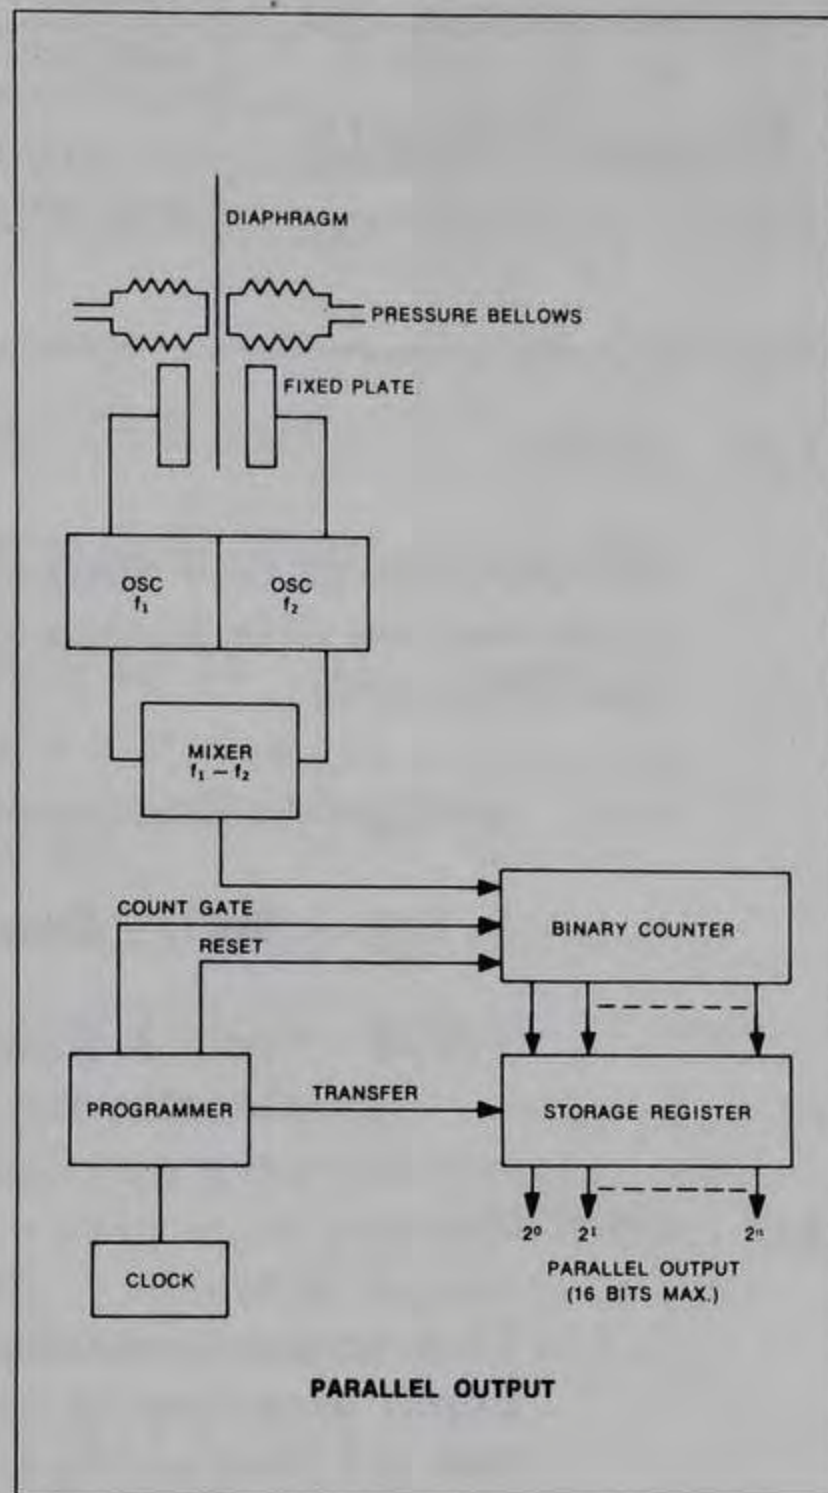 DIAPHRAGM
PRESSURE BELLOWS
FIXED PLATE
OSC
f₁
OSC
f₂
MIXER
f₁ – f₂
COUNT GATE
RESET
BINARY COUNTER
PROGRAMMER
TRANSFER
STORAGE REGISTER
2⁰ 2¹ 2ⁿ
CLOCK
PARALLEL OUTPUT
(16 BITS MAX.)
PARALLEL OUTPUT